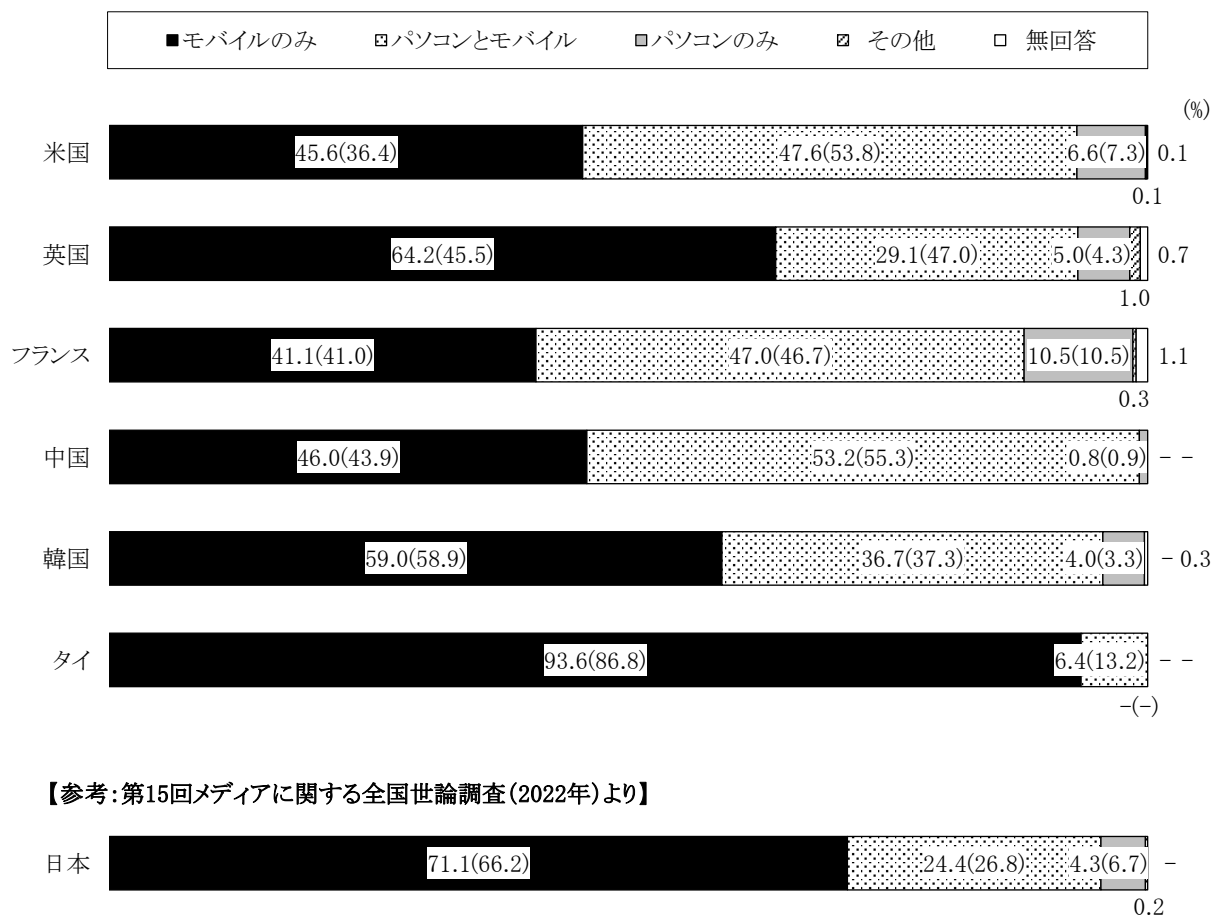 ■モバイルのみ パソコンとモバイル パソコンのみ その他 無回答
(%)
米国 45.6(36.4) 47.6(53.8) 6.6(7.3) 0.1
0.1
英国 64.2(45.5) 29.1(47.0) 5.0(4.3) 0.7
1.0
フランス 41.1(41.0) 47.0(46.7) 10.5(10.5) 1.1
0.3
中国 46.0(43.9) 53.2(55.3) 0.8(0.9) - -
韓国 59.0(58.9) 36.7(37.3) 4.0(3.3) - 0.3
タイ 93.6(86.8) 6.4(13.2) - -
-(-)
【参考:第15回メディアに関する全国世論調査(2022年)より】
日本 71.1(66.2) 24.4(26.8) 4.3(6.7) -
0.2